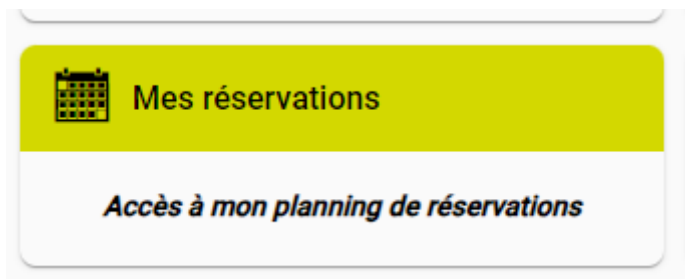 Mes réservations
Accès à mon planning de réservations